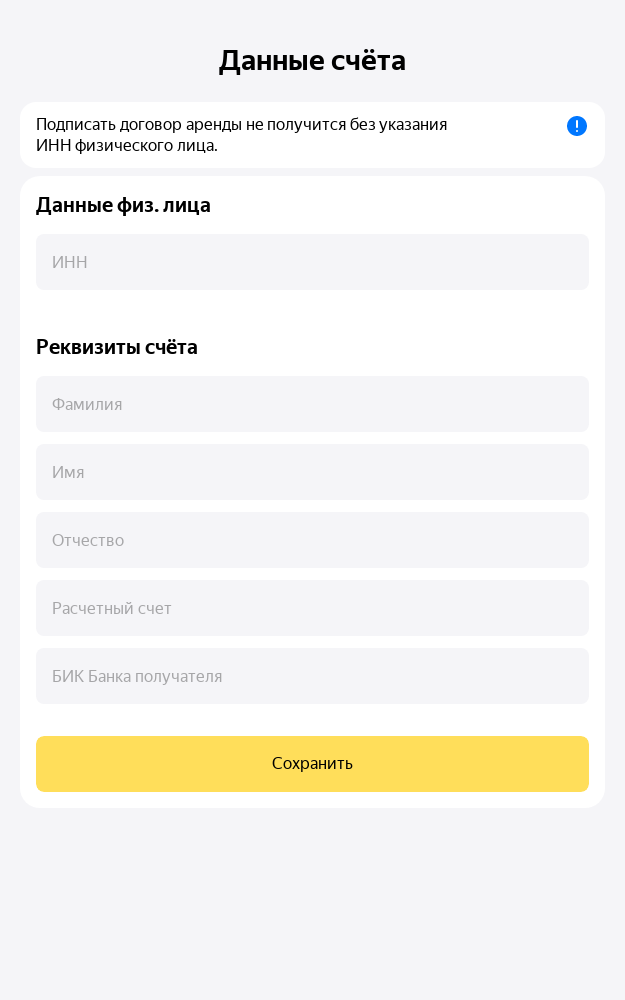 Данные счёта
Подписать договор аренды не получится без указания
ИНН физического лица.
Данные физ. лица
ИНН
Реквизиты счёта
Фамилия
Имя
Отчество
Расчетный счет
БИК Банка получателя
Сохранить